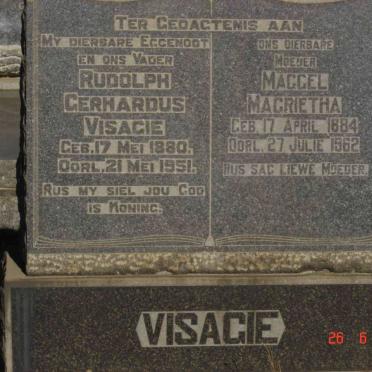 TER GEDACTENIS AAN
MY DIERBARE EGGENOOT
EN ONS VADER
RUDOLPH
GERHARDUS
VISAGIE
GEB. 17 MEI 1880.
OORL. 21 MEI 1951.
RUS MY SIEL JOU GOD
IS KONING.
ONS DIERBARE
MOEDER
MAGGEL
MAGRIETHA
GEB. 17 APRIL 1884
OORL. 27 JULIE 1962
RUS SAG LIEWE MOEDER.
VISAGIE
26 6